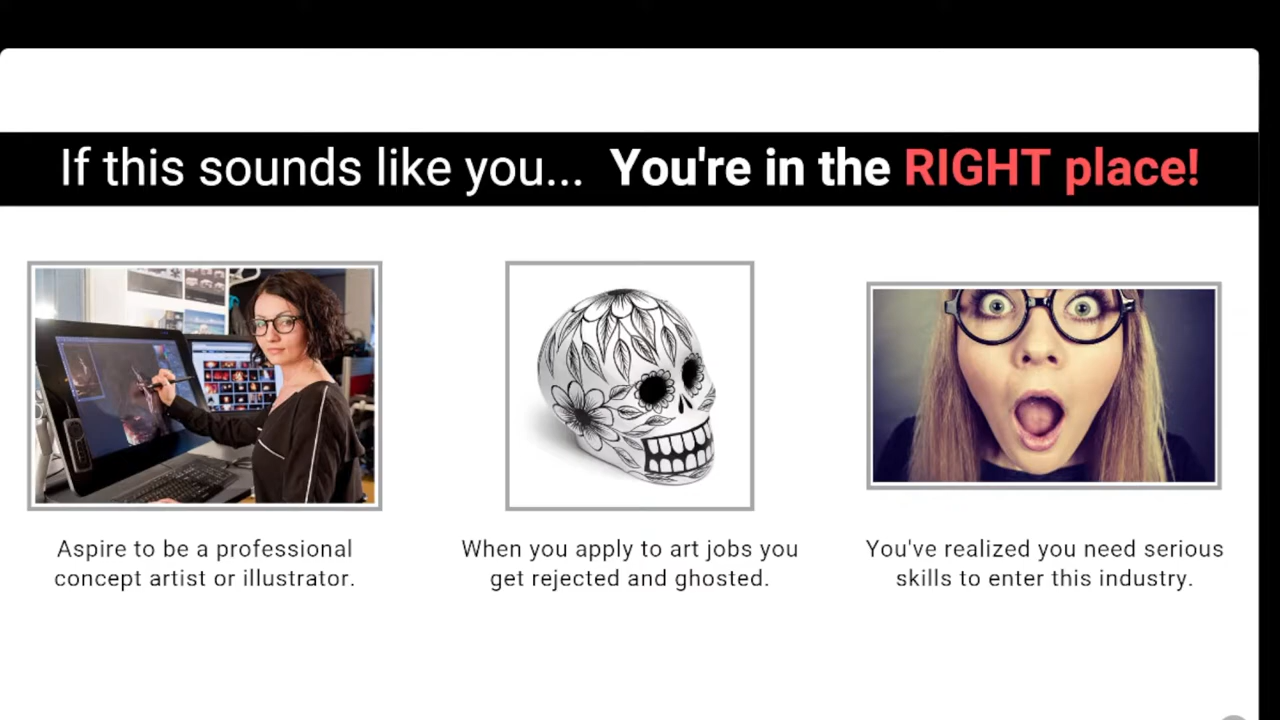 If this sounds like you... You're in the RIGHT place!
Aspire to be a professional
concept artist or illustrator.
When you apply to art jobs you
get rejected and ghosted.
You've realized you need serious
skills to enter this industry.